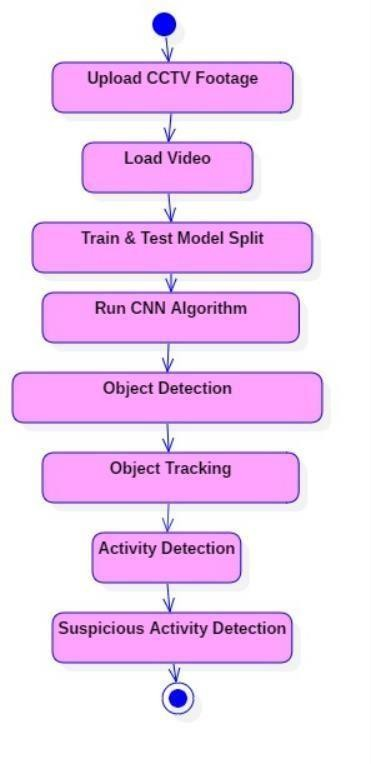 Upload CCTV Footage
Load Video
Train & Test Model Split
Run CNN Algorithm
Object Detection
Object Tracking
Activity Detection
Suspicious Activity Detection